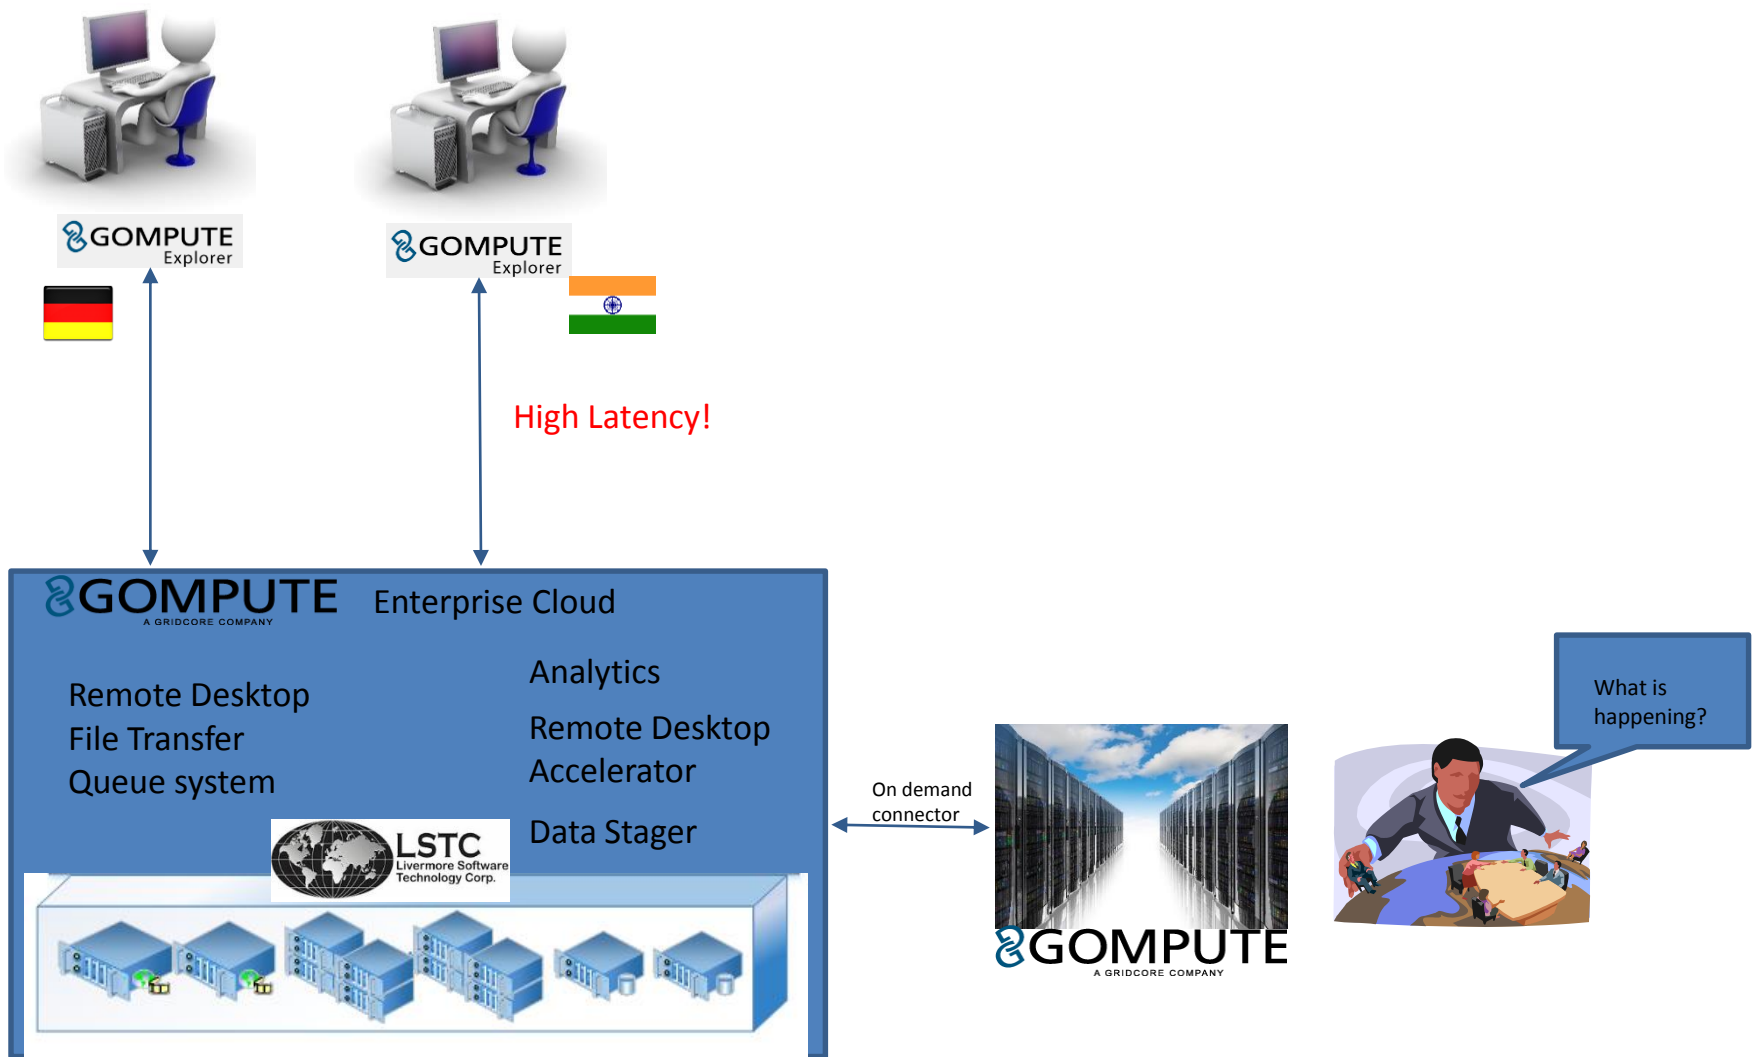 GOMPUTE
Explorer
GOMPUTE
Explorer
High Latency!
GOMPUTE
A GRIDCORE COMPANY
Enterprise Cloud
Remote Desktop
File Transfer
Queue system
Analytics
Remote Desktop
Accelerator
Data Stager
LSTC
Livermore Software
Technology Corp.
On demand
connector
GOMPUTE
A GRIDCORE COMPANY
What is
happening?